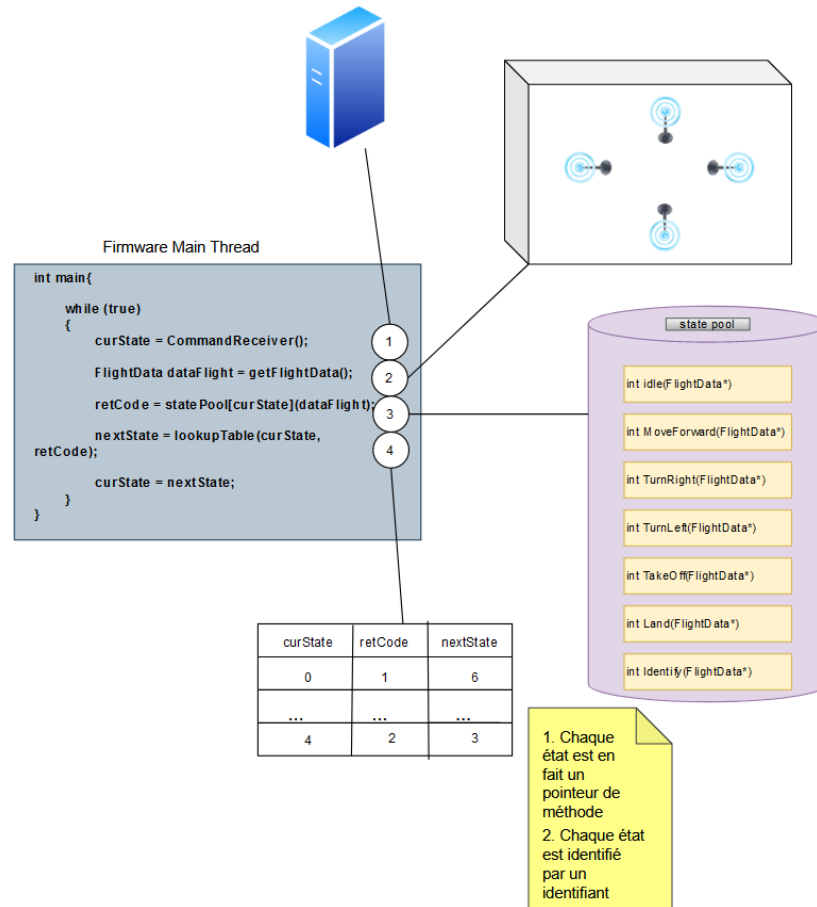 Firmware Main Thread
int main{
while (true)
{
curState = CommandReceiver();
1
FlightData dataFlight = getFlightData();
2
retCode = statePool[curState](dataFlight);
3
nextState = lookupTable(curState,
retCode);
4
curState = nextState;
}
}
state pool
int idle(FlightData*)
int MoveForward(FlightData*)
int TurnRight(FlightData*)
int TurnLeft(FlightData*)
int TakeOff(FlightData*)
int Land(FlightData*)
int Identify(FlightData*)
curState retCode nextState
0 1 6
... ... ...
4 2 3
1. Chaque
état est en
fait un
pointeur de
méthode
2. Chaque état
est identifié
par un
identifiant